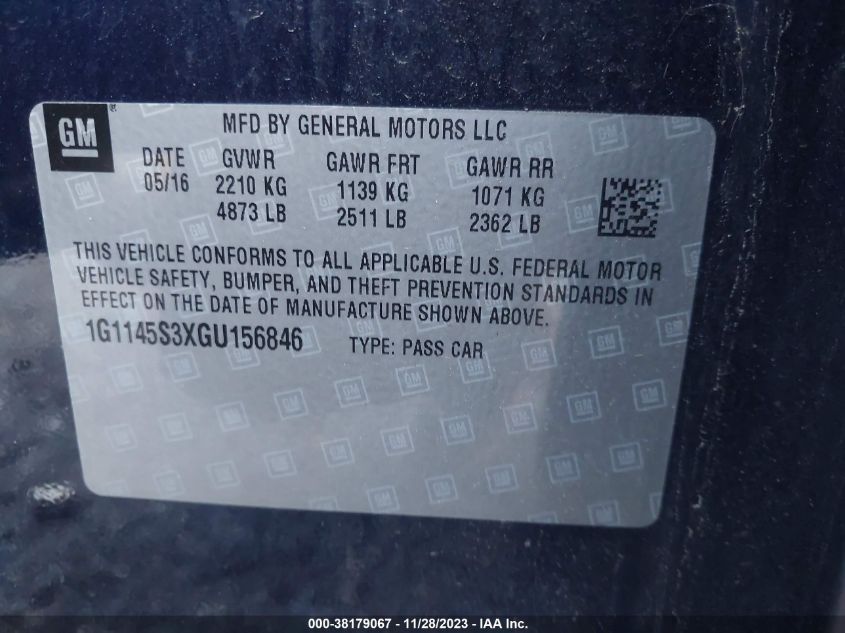 GM
MFD BY GENERAL MOTORS LLC
DATE GVWR GAWR FRT GAWR RR
05/16 2210 KG 1139 KG 1071 KG
4873 LB 2511 LB 2362 LB
THIS VEHICLE CONFORMS TO ALL APPLICABLE U.S. FEDERAL MOTOR
VEHICLE SAFETY, BUMPER, AND THEFT PREVENTION STANDARDS IN
EFFECT ON THE DATE OF MANUFACTURE SHOWN ABOVE.
1G1145S3XGU156846 TYPE: PASS CAR
000-38179067 - 11/28/2023 - IAA Inc.